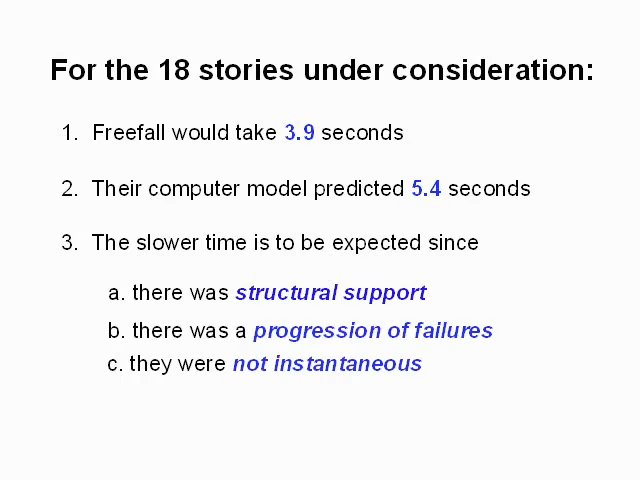 For the 18 stories under consideration:
1. Freefall would take 3.9 seconds
2. Their computer model predicted 5.4 seconds
3. The slower time is to be expected since
a. there was structural support
b. there was a progression of failures
c. they were not instantaneous